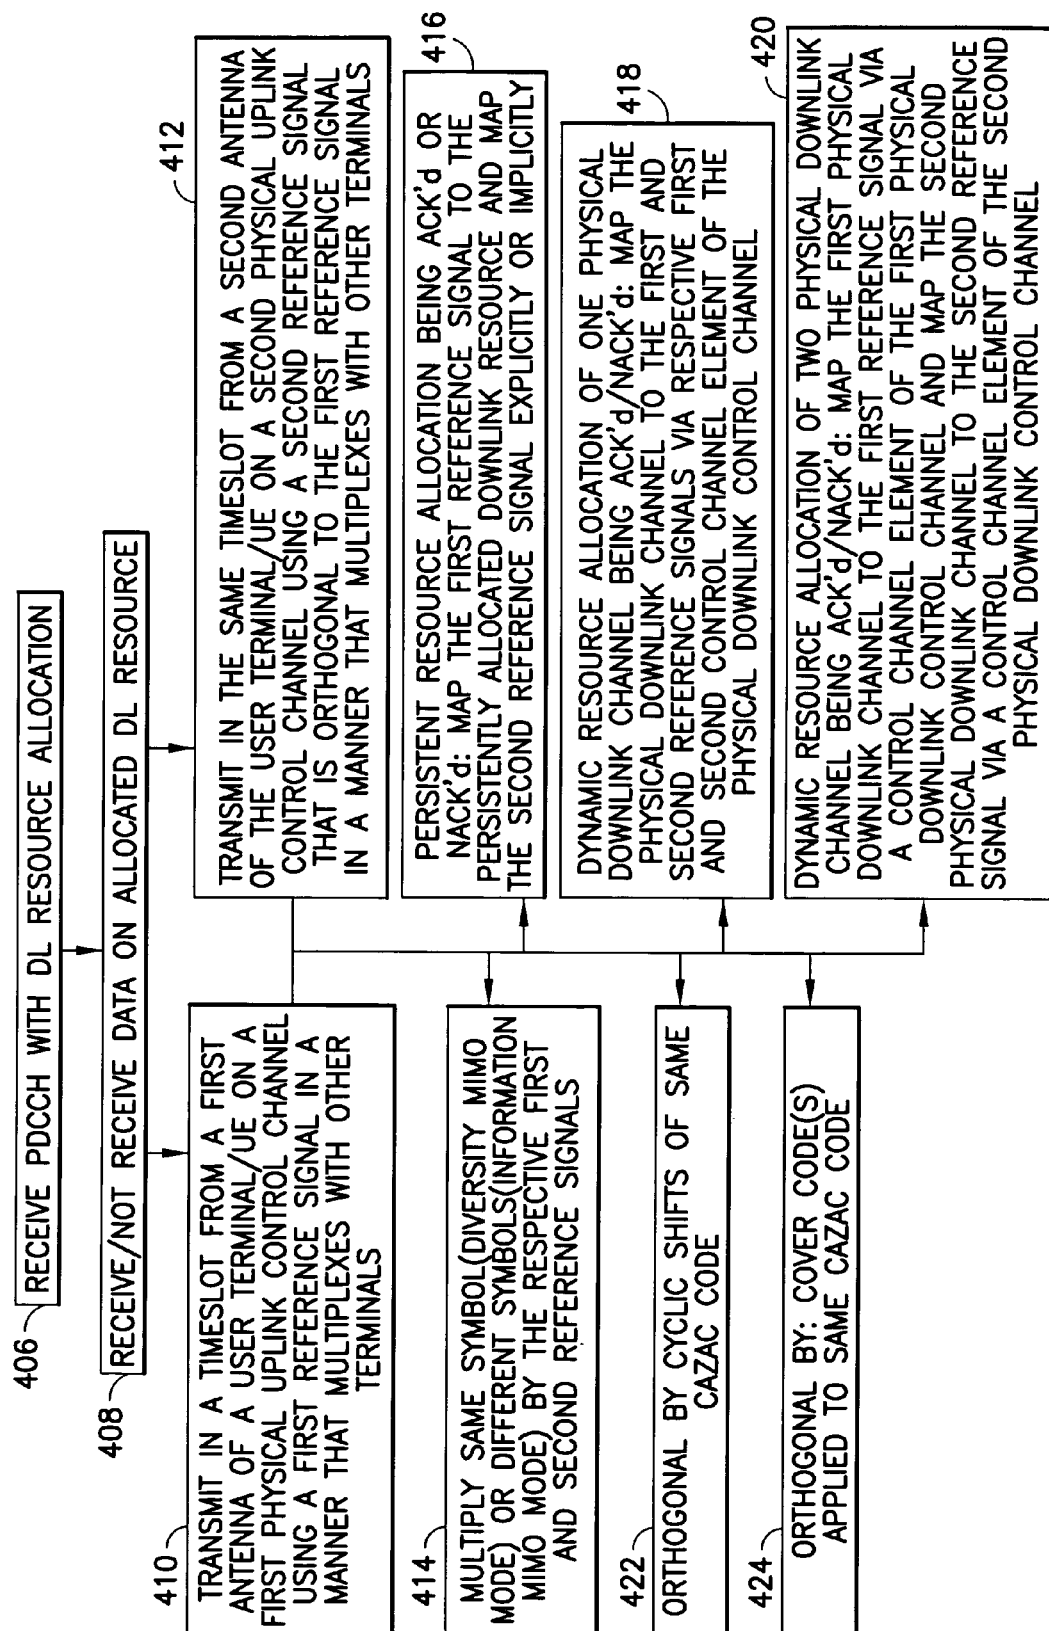 406
RECEIVE PDCCH WITH DL RESOURCE ALLOCATION
408
RECEIVE/NOT RECEIVE DATA ON ALLOCATED DL RESOURCE
410
TRANSMIT IN A TIMESLOT FROM A FIRST
ANTENNA OF A USER TERMINAL/UE ON A
FIRST PHYSICAL UPLINK CONTROL CHANNEL
USING A FIRST REFERENCE SIGNAL IN A
MANNER THAT MULTIPLEXES WITH OTHER
TERMINALS
412
TRANSMIT IN THE SAME TIMESLOT FROM A SECOND ANTENNA
OF THE USER TERMINAL/UE ON A SECOND PHYSICAL UPLINK
CONTROL CHANNEL USING A SECOND REFERENCE SIGNAL
THAT IS ORTHOGONAL TO THE FIRST REFERENCE SIGNAL
IN A MANNER THAT MULTIPLEXES WITH OTHER TERMINALS
414
MULTIPLY SAME SYMBOL(DIVERSITY MIMO
MODE) OR DIFFERENT SYMBOLS(INFORMATION
MIMO MODE) BY THE RESPECTIVE FIRST
AND SECOND REFERENCE SIGNALS
416
PERSISTENT RESOURCE ALLOCATION BEING ACK'd OR
NACK'd: MAP THE FIRST REFERENCE SIGNAL TO THE
PERSISTENTLY ALLOCATED DOWNLINK RESOURCE AND MAP
THE SECOND REFERENCE SIGNAL EXPLICITLY OR IMPLICITLY
422
ORTHOGONAL BY CYCLIC SHIFTS OF SAME
CAZAC CODE
418
DYNAMIC RESOURCE ALLOCATION OF ONE PHYSICAL
DOWNLINK CHANNEL BEING ACK'd/NACK'd: MAP THE
PHYSICAL DOWNLINK CHANNEL TO THE FIRST AND
SECOND REFERENCE SIGNALS VIA RESPECTIVE FIRST
AND SECOND CONTROL CHANNEL ELEMENT OF THE
PHYSICAL DOWNLINK CONTROL CHANNEL
424
ORTHOGONAL BY: COVER CODE(S)
APPLIED TO SAME CAZAC CODE
420
DYNAMIC RESOURCE ALLOCATION OF TWO PHYSICAL DOWNLINK
CHANNEL BEING ACK'd/NACK'd: MAP THE FIRST PHYSICAL
DOWNLINK CHANNEL TO THE FIRST REFERENCE SIGNAL VIA
A CONTROL CHANNEL ELEMENT OF THE FIRST PHYSICAL
DOWNLINK CONTROL CHANNEL AND MAP THE SECOND
PHYSICAL DOWNLINK CHANNEL TO THE SECOND REFERENCE
SIGNAL VIA A CONTROL CHANNEL ELEMENT OF THE SECOND
PHYSICAL DOWNLINK CONTROL CHANNEL